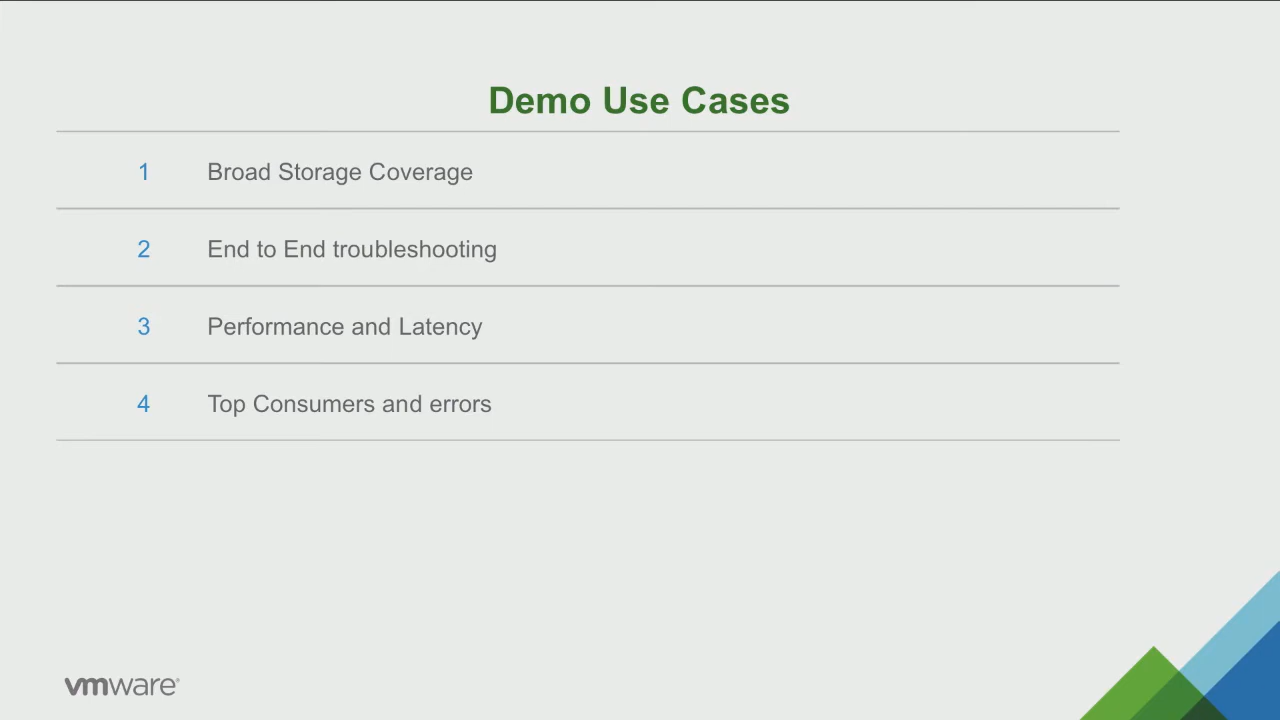 Demo Use Cases
1 Broad Storage Coverage
2 End to End troubleshooting
3 Performance and Latency
4 Top Consumers and errors
vmware®